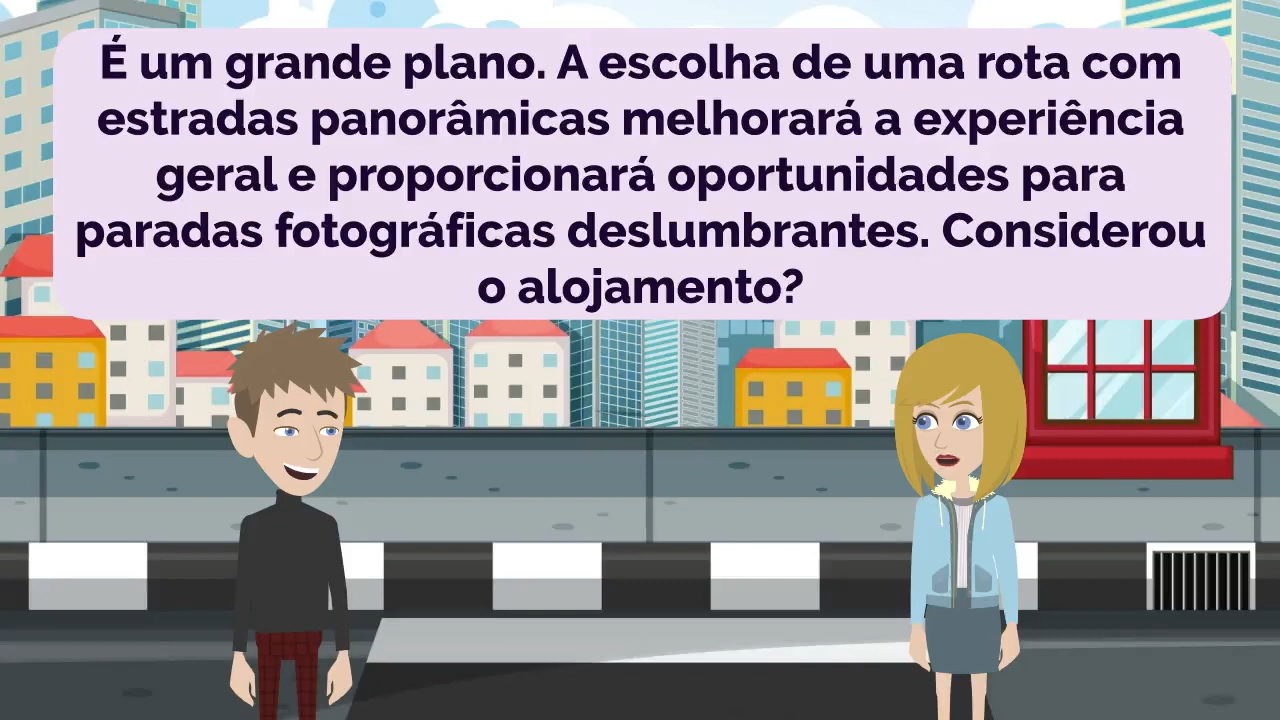 É um grande plano. A escolha de uma rota com
estradas panorâmicas melhorará a experiência
geral e proporcionará oportunidades para
paradas fotográficas deslumbrantes. Considerou
o alojamento?